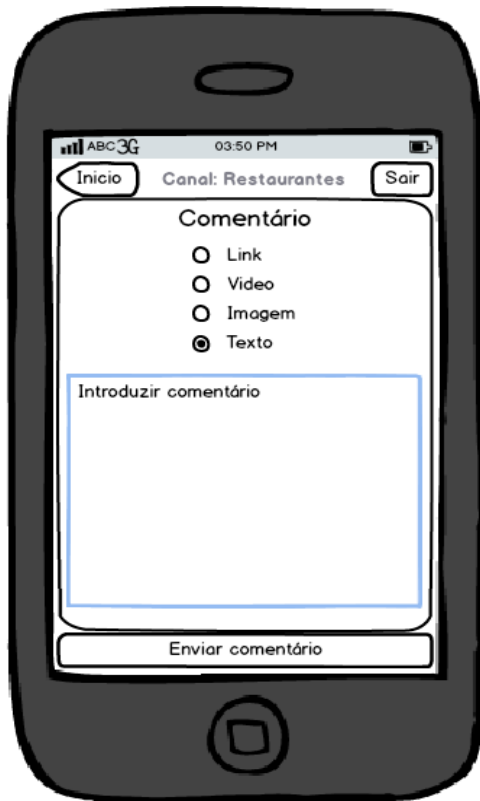 ABC 3G 03:50 PM
Inicio Canal: Restaurantes Sair
Comentário
Link
Video
Imagem
Texto
Introduzir comentário
Enviar comentário